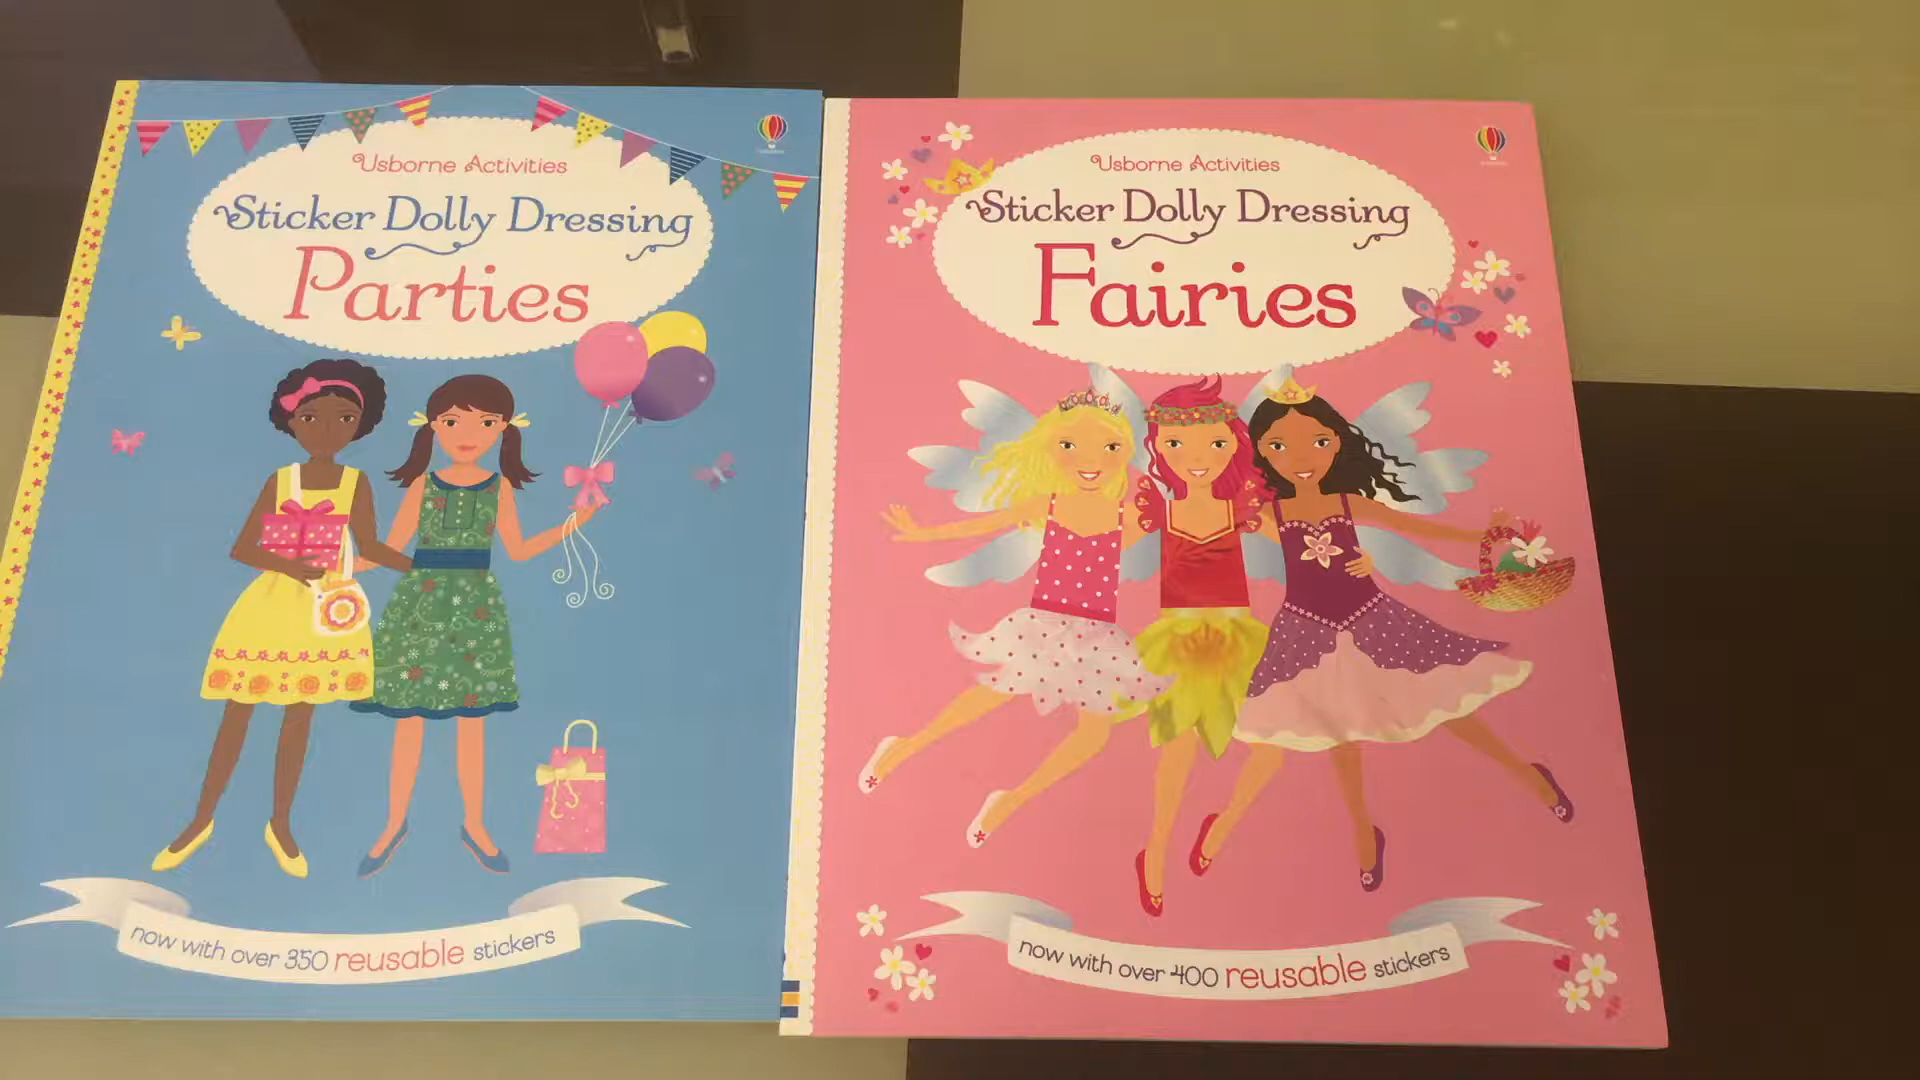 Usborne Activities
Sticker Dolly Dressing
Parties
now with over 350 reusable stickers
Usborne Activities
Sticker Dolly Dressing
Fairies
now with over 400 reusable stickers